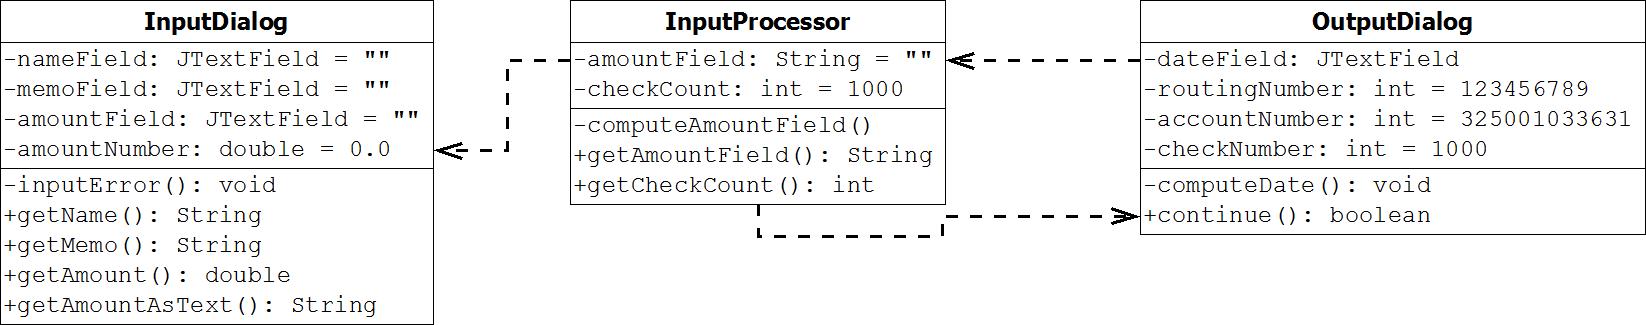 InputDialog
-nameField: JTextField = ""
-memoField: JTextField = ""
-amountField: JTextField = ""
-amountNumber: double = 0.0
-inputError(): void
+getName(): String
+getMemo(): String
+getAmount(): double
+getAmountAsText(): String
InputProcessor
-amountField: String = ""
-checkCount: int = 1000
-computeAmountField()
+getAmountField(): String
+getCheckCount(): int
OutputDialog
-dateField: JTextField
-routingNumber: int = 123456789
-accountNumber: int = 325001033631
-checkNumber: int = 1000
-computeDate(): void
+continue(): boolean